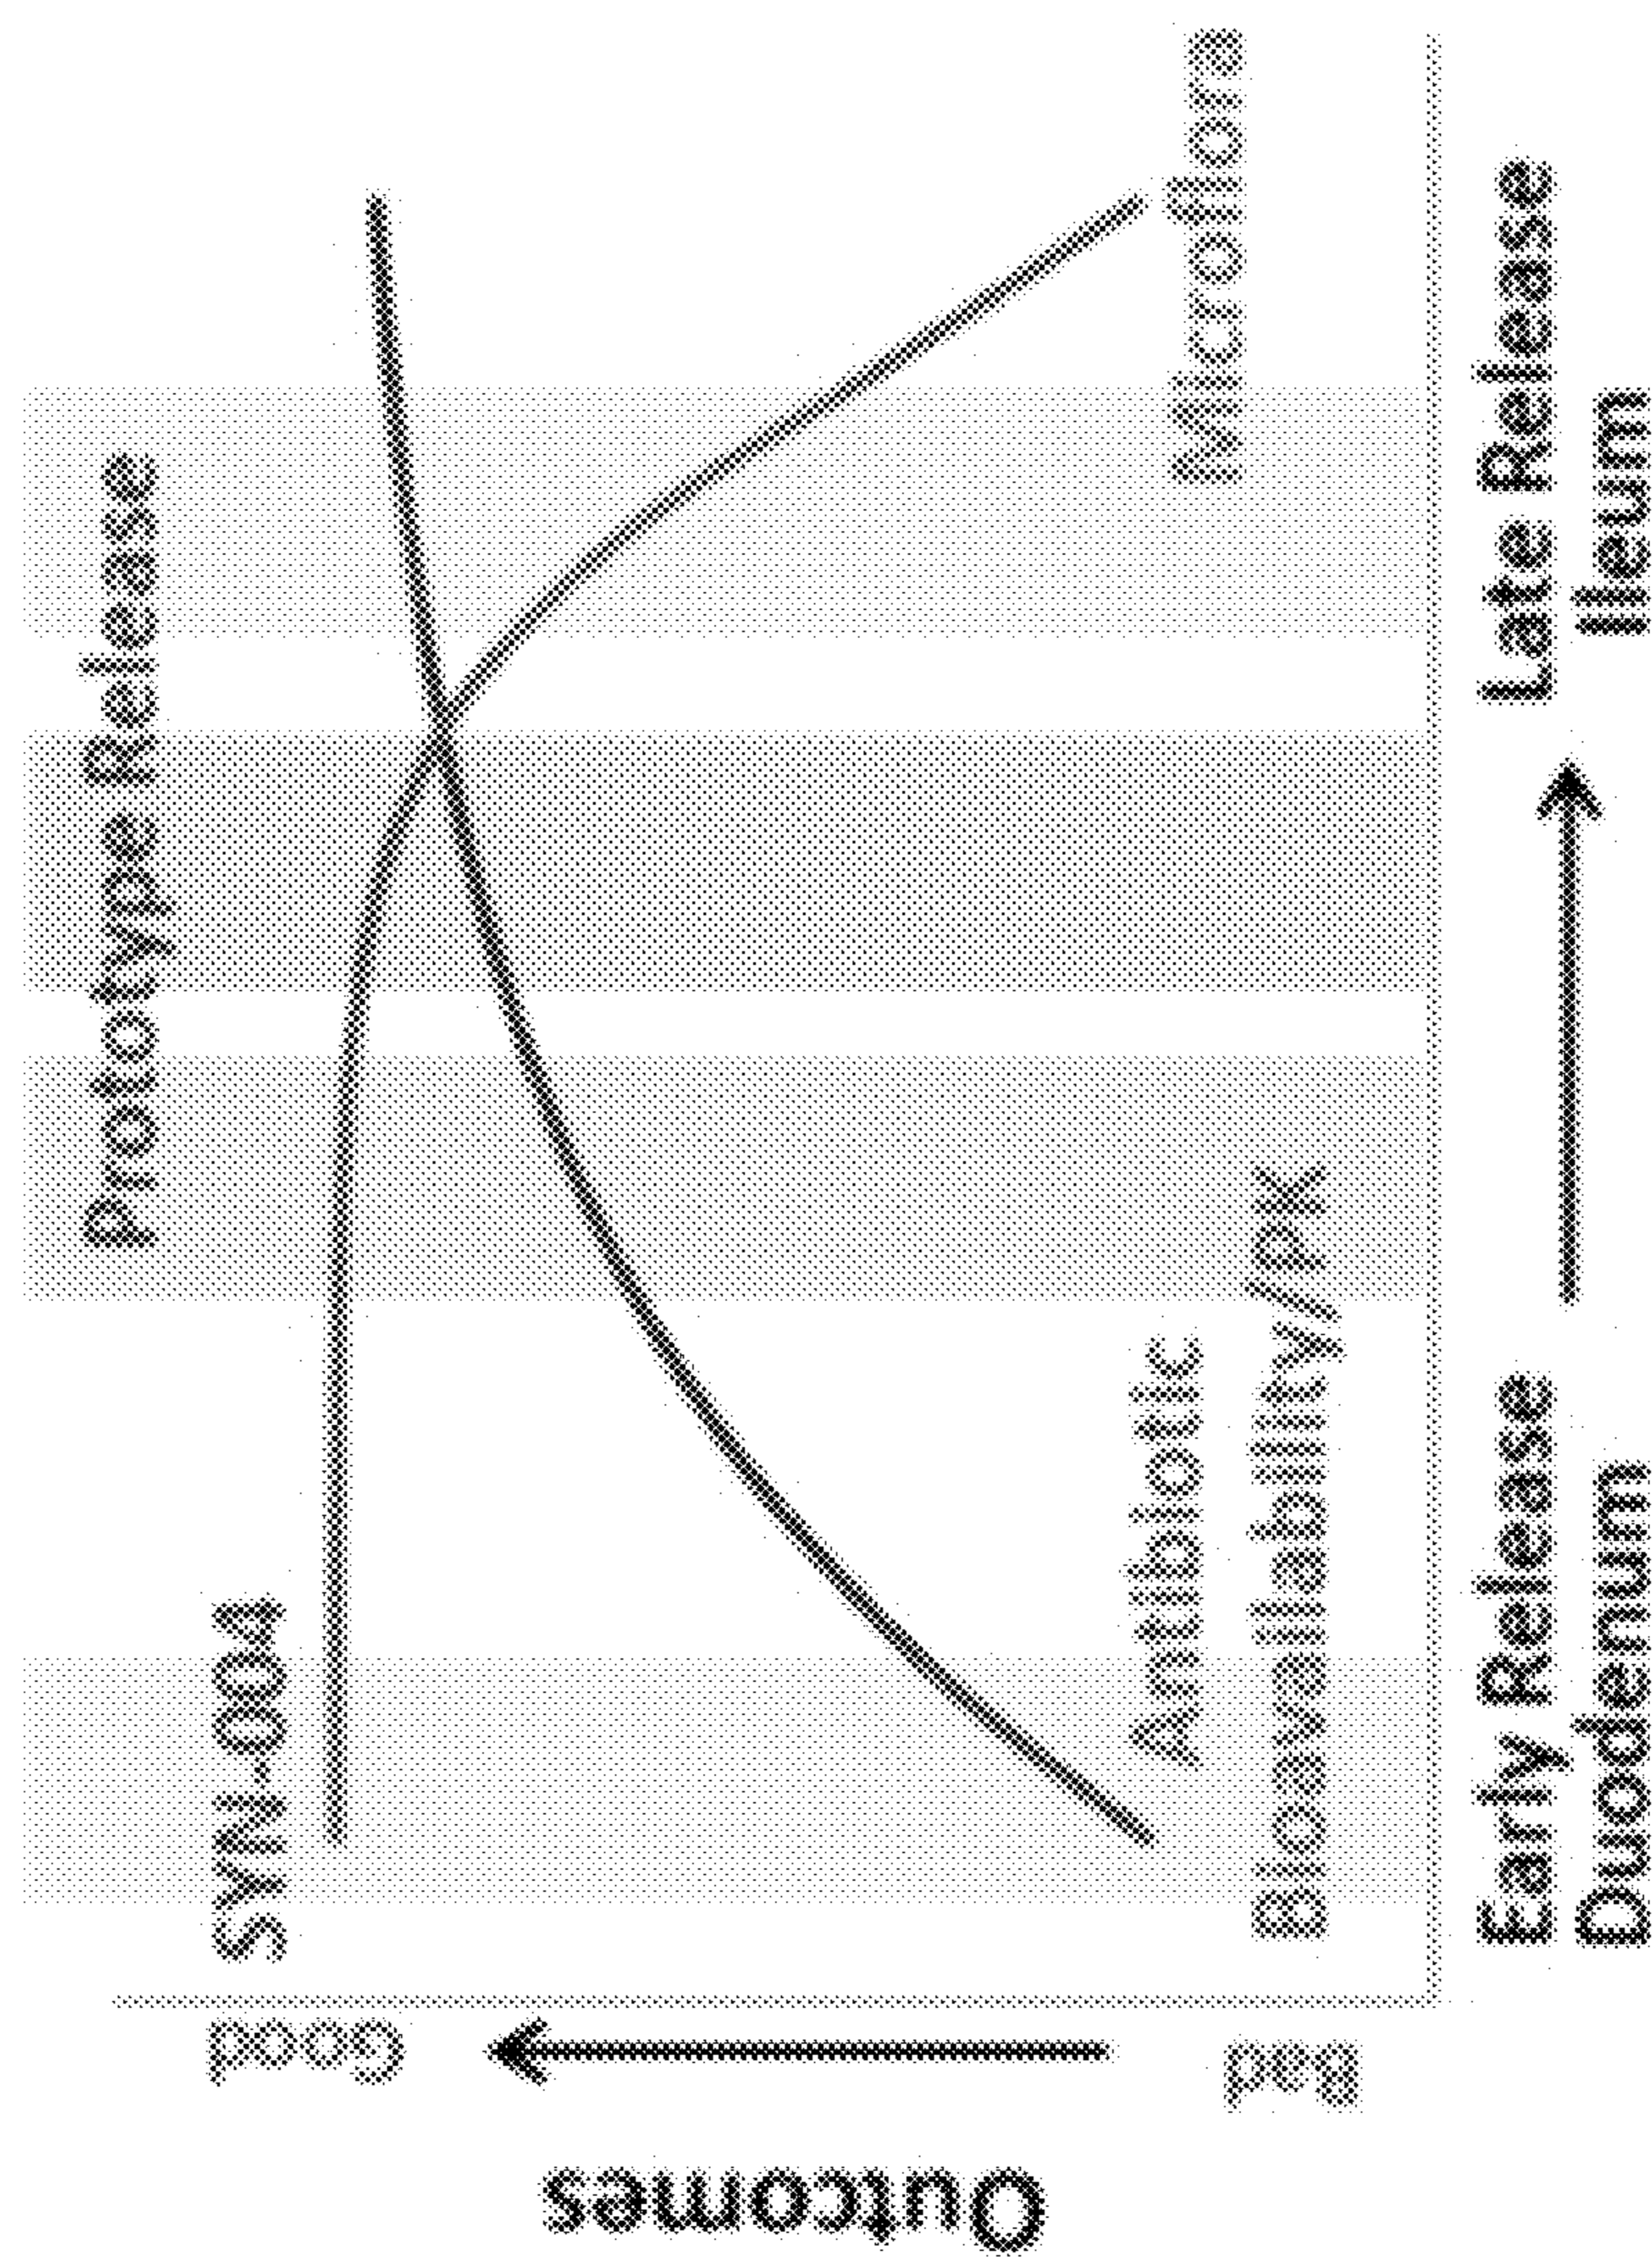 Prototype Release
SYN-004
Good
Bad
Outcomes
Antibiotic
Bioavailability/PK
Microflora
Early Release
Duodenum
Late Release
Ileum